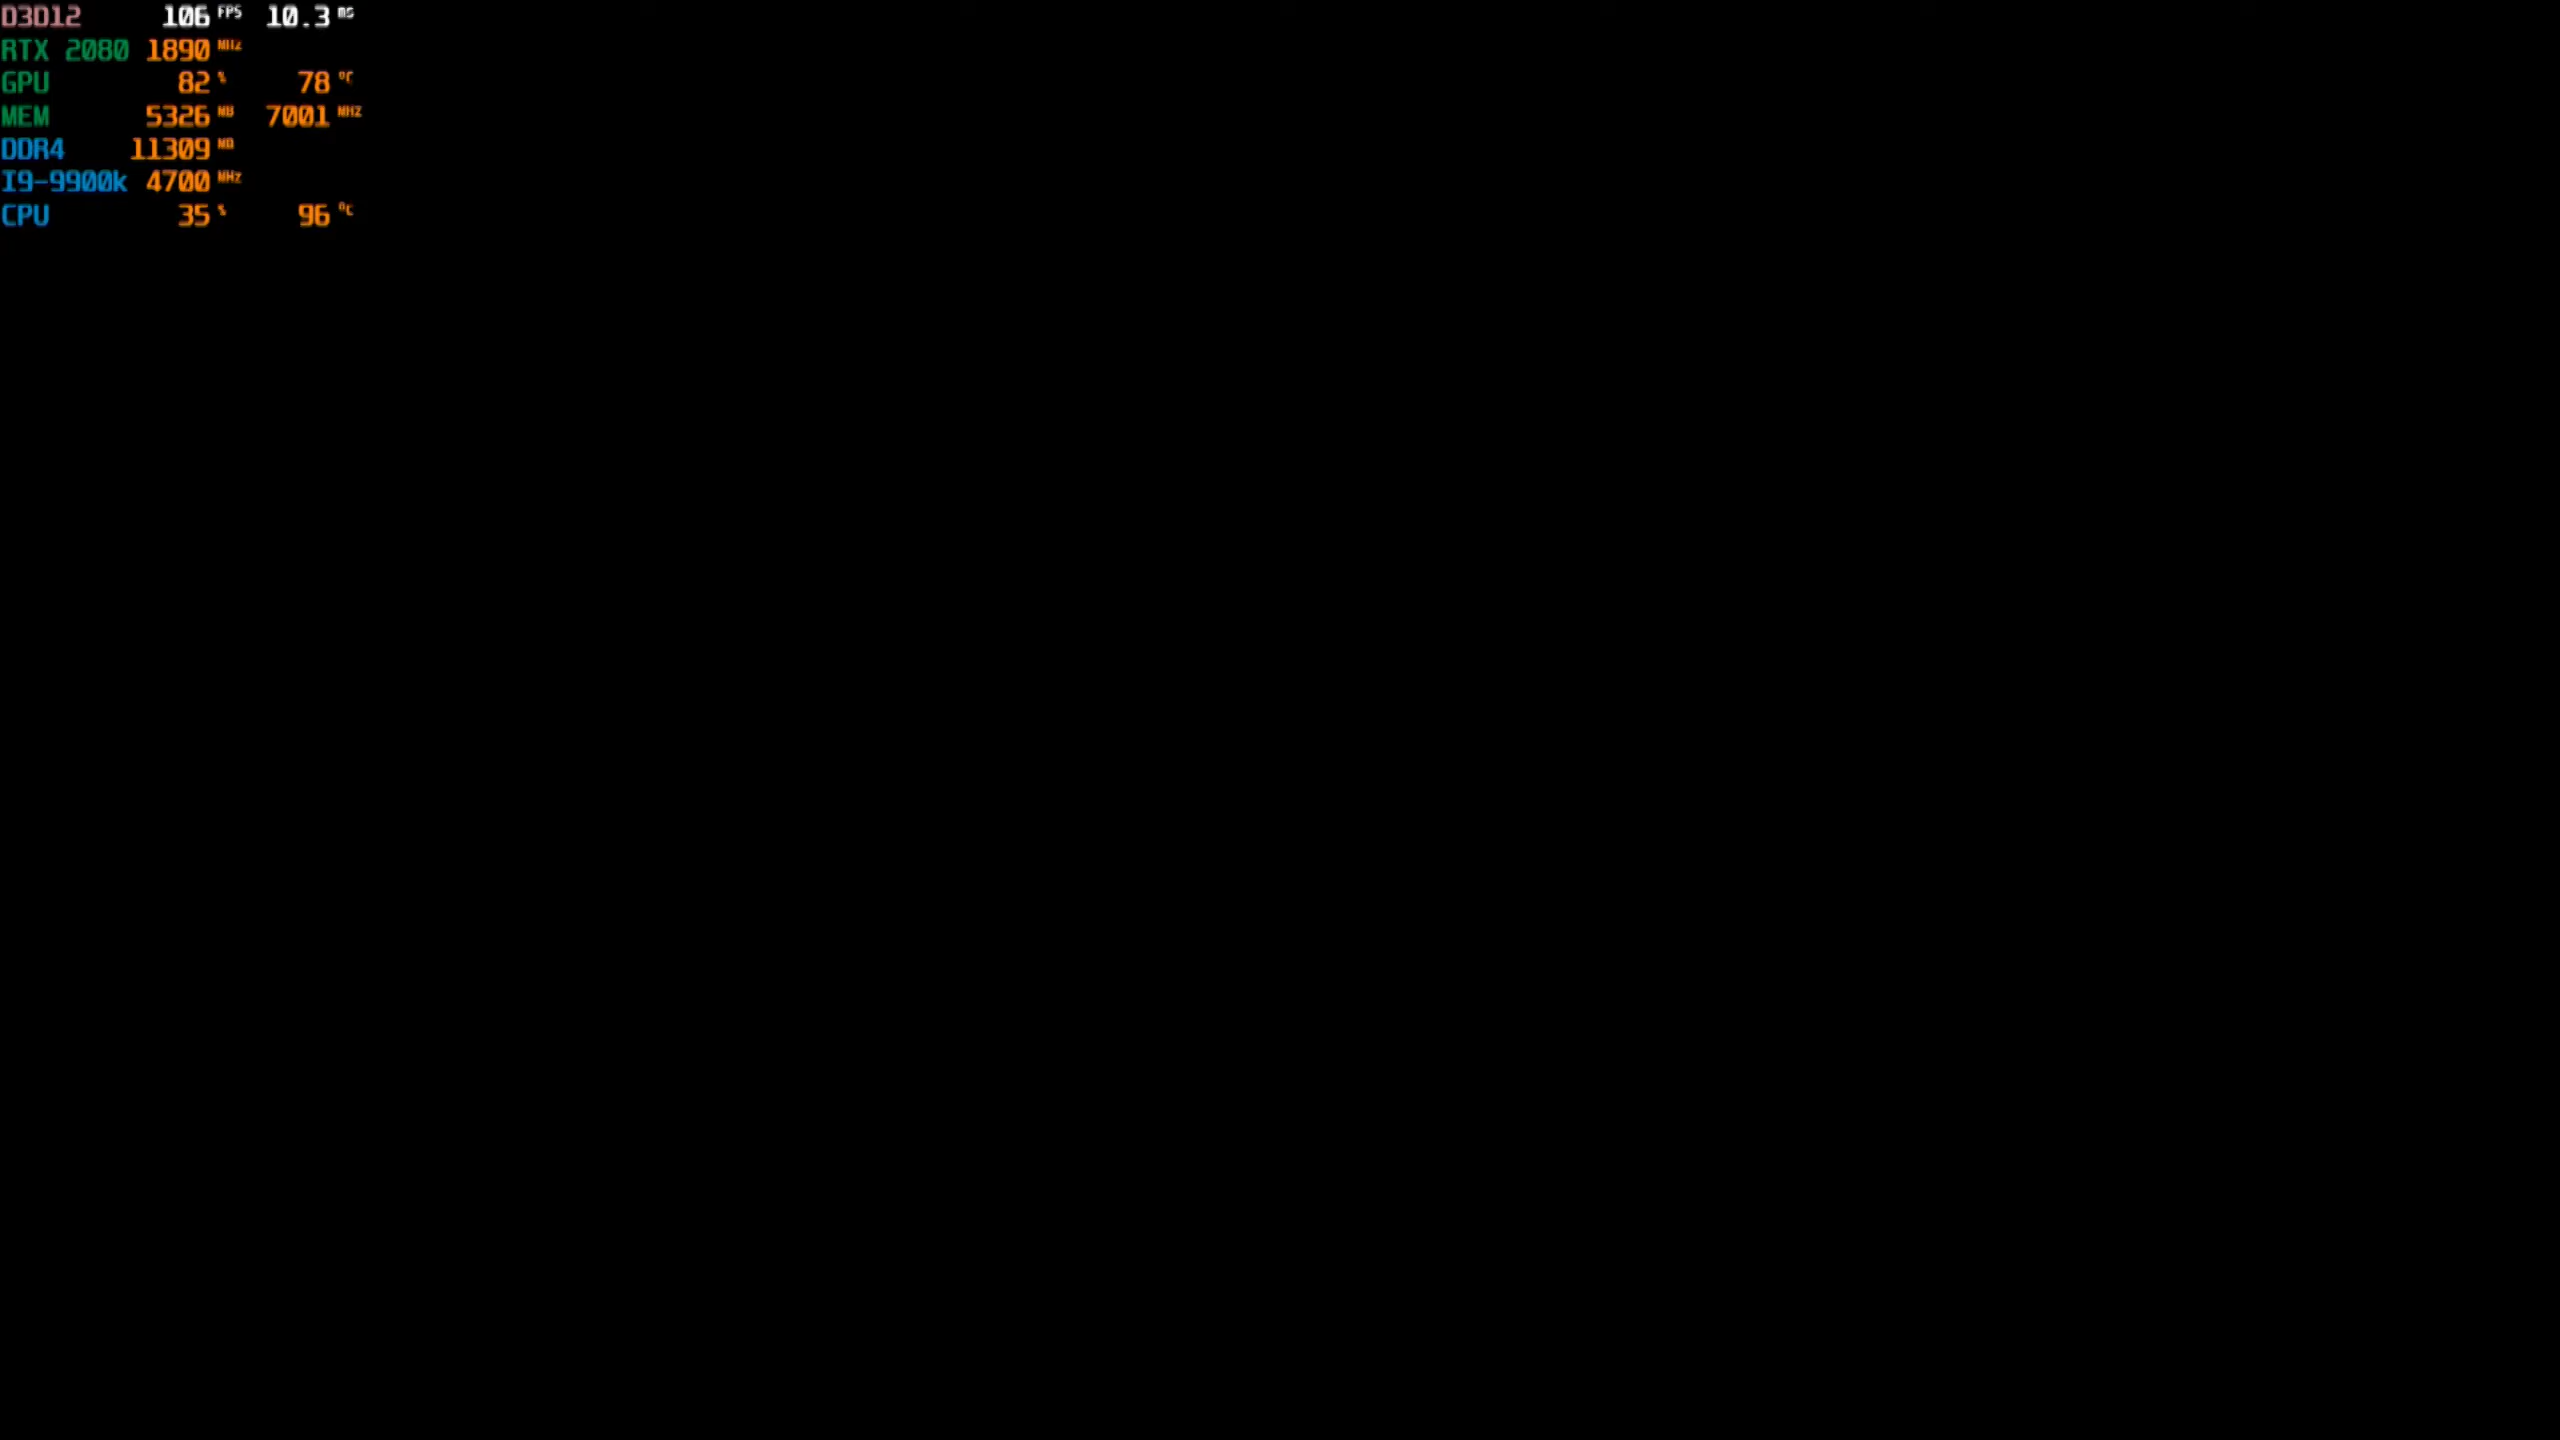 D3D12 106 FPS 10.3 ms
RTX 2080 1890 MHz
GPU 82 % 78 °C
MEM 5326 MB 7001 MHz
DDR4 11309 MB
I9-9900k 4700 MHz
CPU 35 % 96 °C